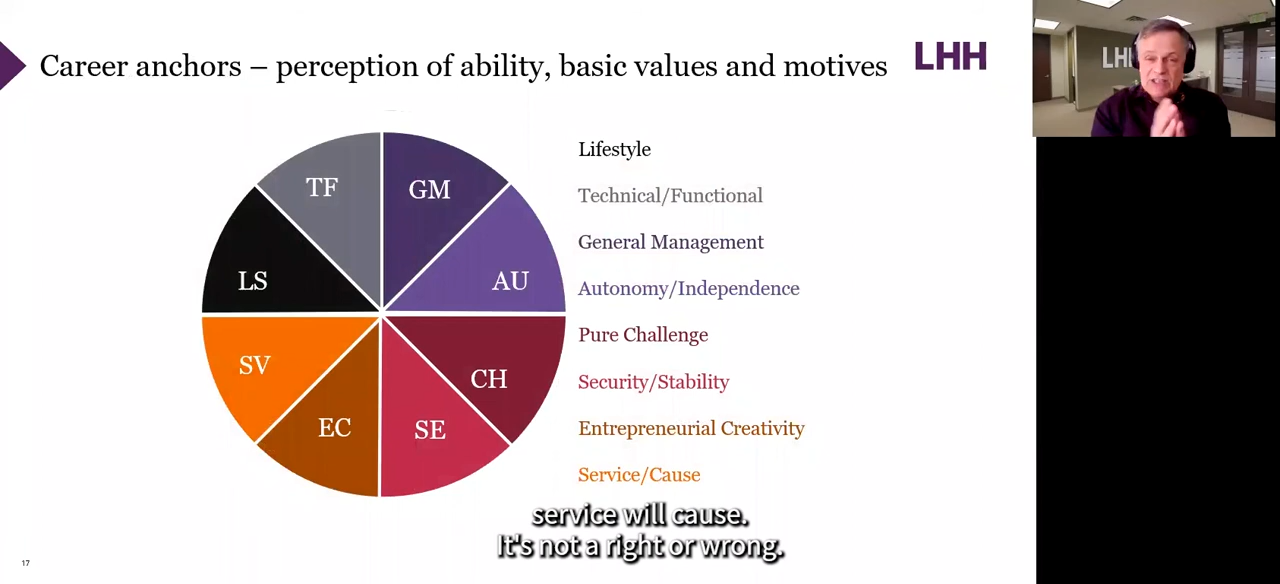 Career anchors – perception of ability, basic values and motives
LHH
LH
TF
GM
LS
AU
SV
CH
EC
SE
Lifestyle
Technical/Functional
General Management
Autonomy/Independence
Pure Challenge
Security/Stability
Entrepreneurial Creativity
Service/Cause
service will cause.
It's not a right or wrong.
17